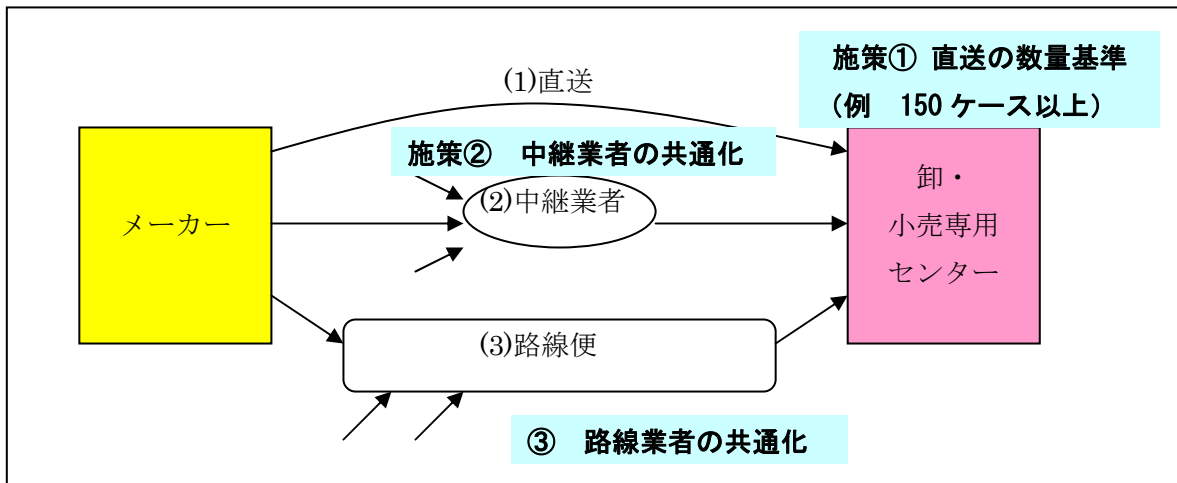 施策① 直送の数量基準
（例　150 ケース以上）
(1)直送
施策②　中継業者の共通化
(2)中継業者
メーカー
卸・
小売専用
センター
(3)路線便
③　路線業者の共通化